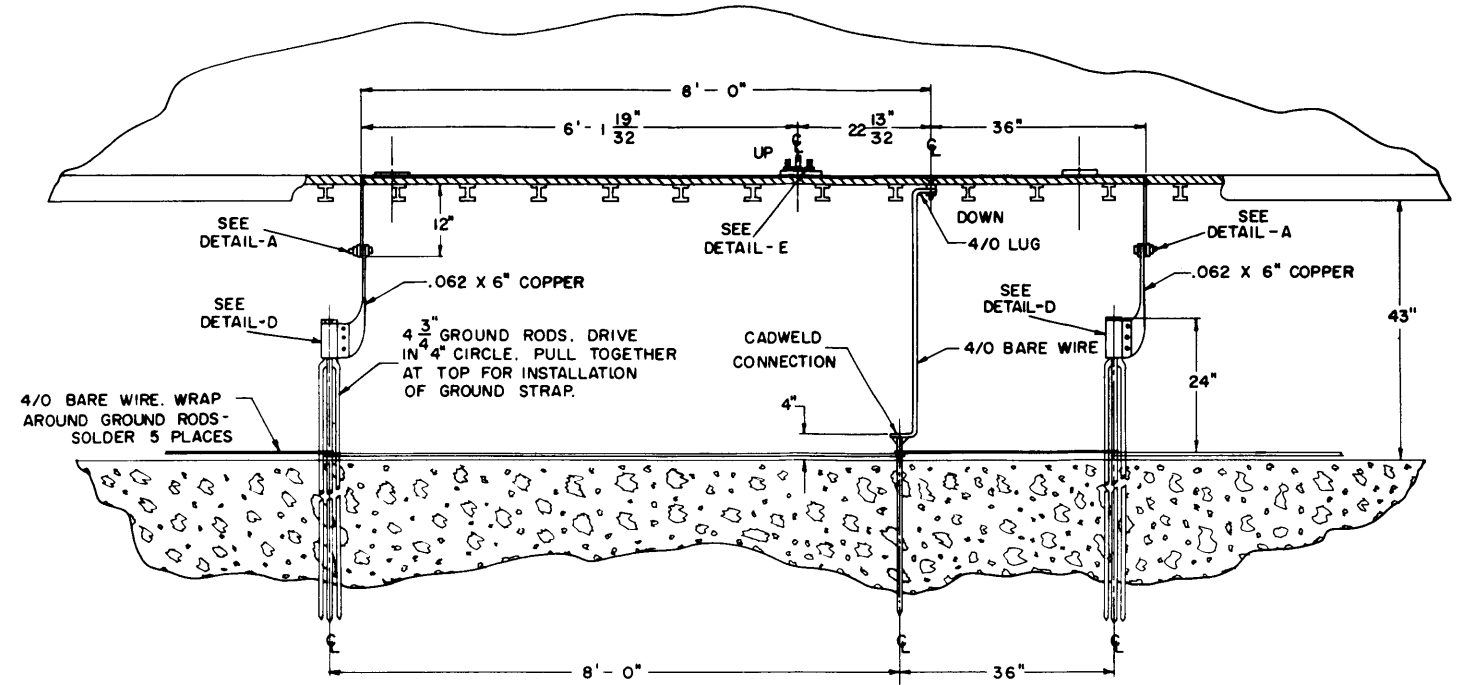 8'-0"
6'-1 19/32"
22 13/32"
36"
℄
℄
UP
12"
SEE
DETAIL-A
SEE
DETAIL-E
DOWN
4/O LUG
SEE
DETAIL-A
.062 X 6" COPPER
.062 X 6" COPPER
SEE
DETAIL-D
SEE
DETAIL-D
43"
4 3/4" GROUND RODS. DRIVE
IN 4" CIRCLE. PULL TOGETHER
AT TOP FOR INSTALLATION
OF GROUND STRAP.
CADWELD
CONNECTION
4/O BARE WIRE
24"
4"
4/O BARE WIRE. WRAP
AROUND GROUND RODS-
SOLDER 5 PLACES
℄
℄
℄
8'-0"
36"